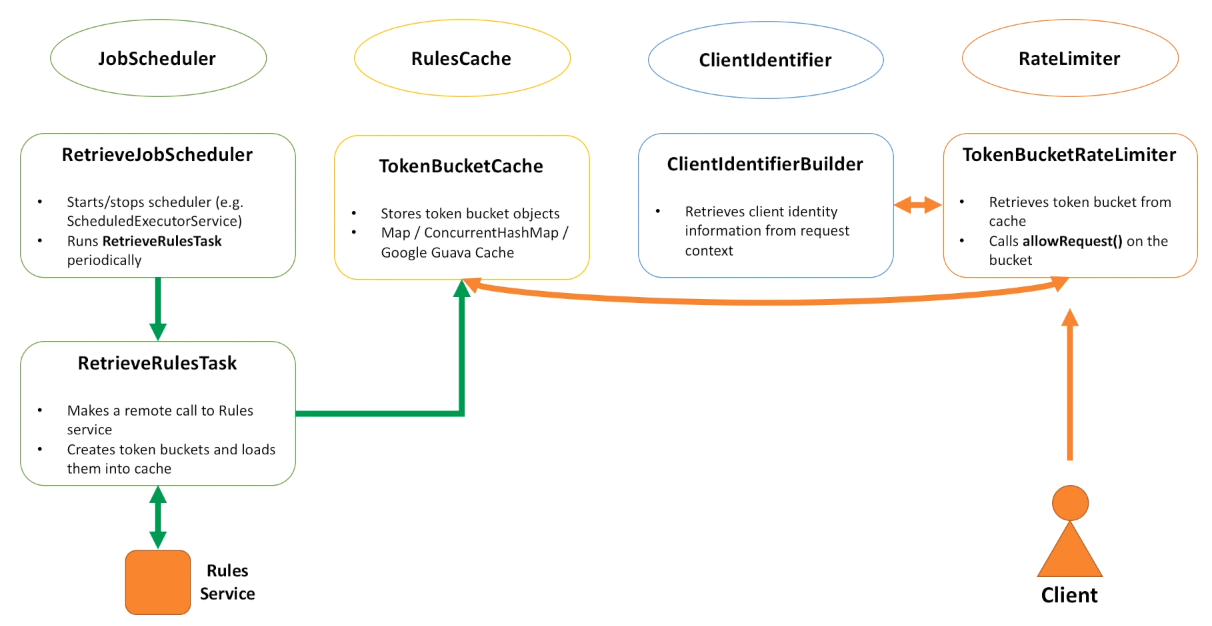 JobScheduler
RulesCache
ClientIdentifier
RateLimiter
RetrieveJobScheduler
• Starts/stops scheduler (e.g.
ScheduledExecutorService)
• Runs RetrieveRulesTask
periodically
TokenBucketCache
• Stores token bucket objects
• Map / ConcurrentHashMap /
Google Guava Cache
ClientIdentifierBuilder
• Retrieves client identity
information from request
context
TokenBucketRateLimiter
• Retrieves token bucket from
cache
• Calls allowRequest() on the
bucket
RetrieveRulesTask
• Makes a remote call to Rules
service
• Creates token buckets and loads
them into cache
Rules
Service
Client